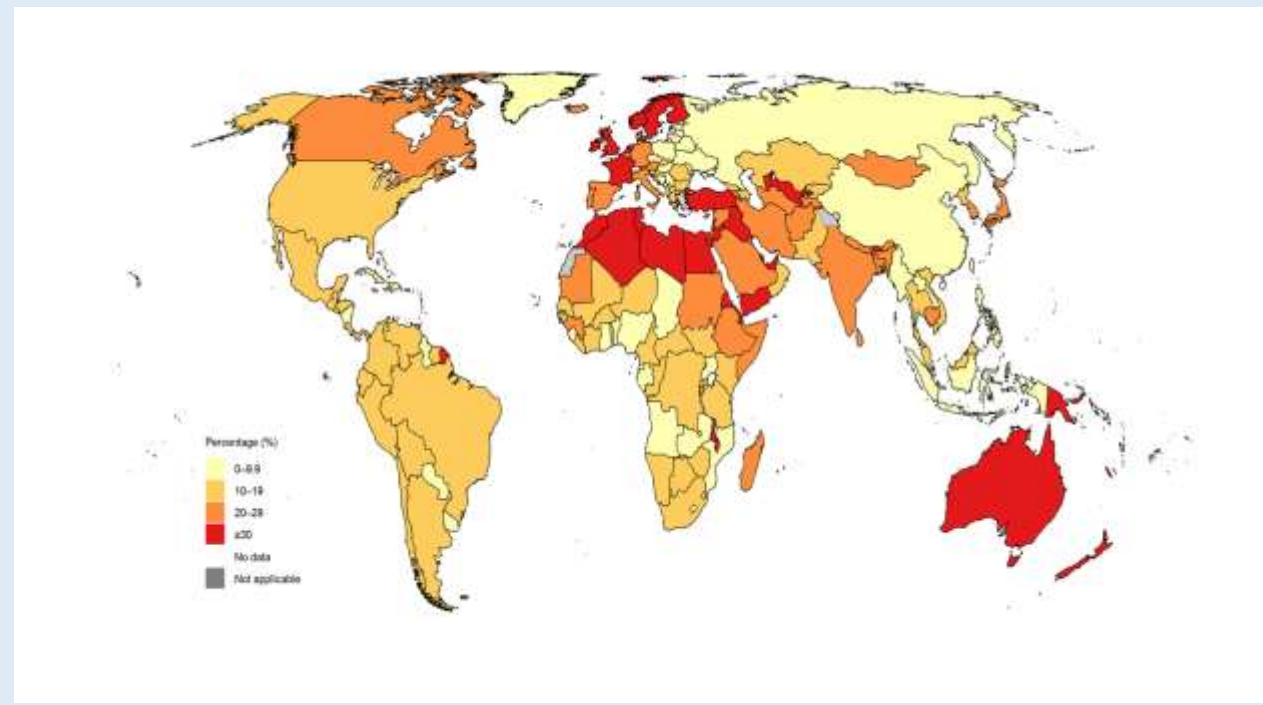 Percentage (%)
0–9.9
10–19
20–29
≥30
No data
Not applicable